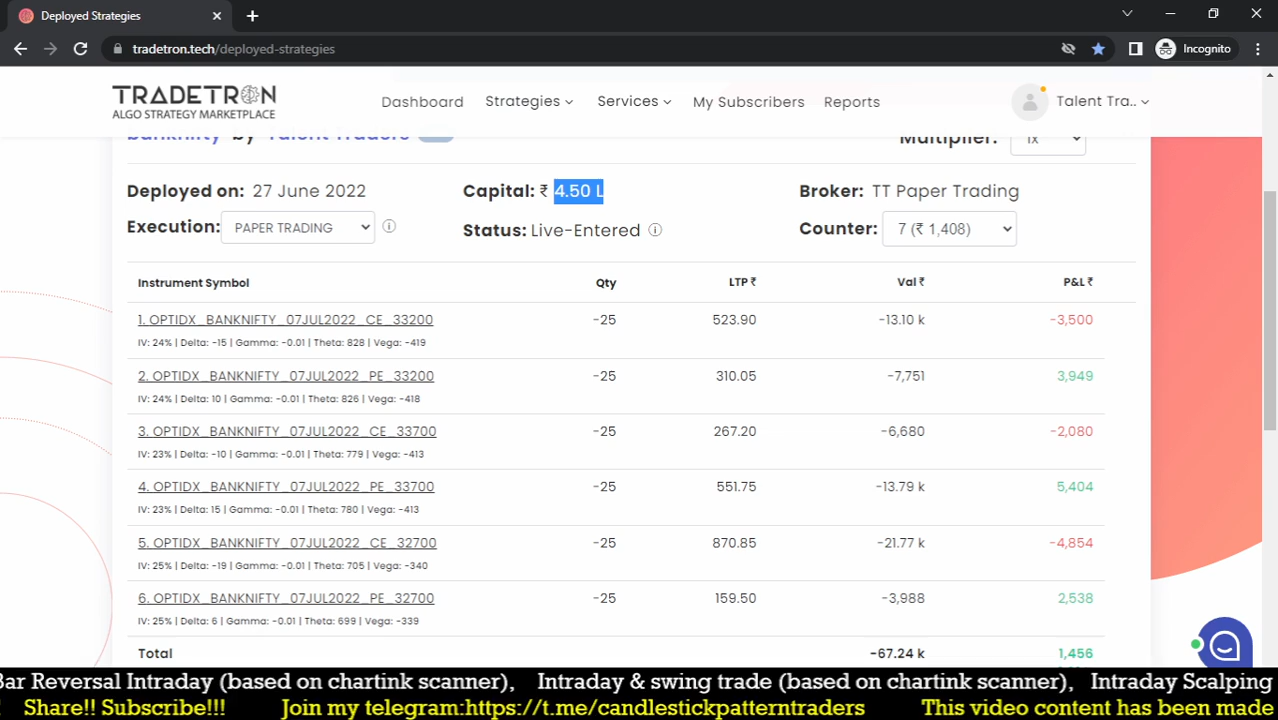 Deployed Strategies
tradetron.tech/deployed-strategies
Incognito
TRADETRON
ALGO STRATEGY MARKETPLACE
Dashboard Strategies Services My Subscribers Reports Talent Tra..
banknifty by Talent Traders Multiplier: 1x
Deployed on: 27 June 2022 Capital: ₹ 4.50 L Broker: TT Paper Trading
Execution: PAPER TRADING Status: Live-Entered Counter: 7 (₹ 1,408)
Instrument Symbol Qty LTP ₹ Val ₹ P&L ₹
1. OPTIDX_BANKNIFTY_07JUL2022_CE_33200 -25 523.90 -13.10 k -3,500
IV: 24% | Delta: -15 | Gamma: -0.01 | Theta: 828 | Vega: -419
2. OPTIDX_BANKNIFTY_07JUL2022_PE_33200 -25 310.05 -7,751 3,949
IV: 24% | Delta: 10 | Gamma: -0.01 | Theta: 826 | Vega: -418
3. OPTIDX_BANKNIFTY_07JUL2022_CE_33700 -25 267.20 -6,680 -2,080
IV: 23% | Delta: -10 | Gamma: -0.01 | Theta: 779 | Vega: -413
4. OPTIDX_BANKNIFTY_07JUL2022_PE_33700 -25 551.75 -13.79 k 5,404
IV: 23% | Delta: 15 | Gamma: -0.01 | Theta: 780 | Vega: -413
5. OPTIDX_BANKNIFTY_07JUL2022_CE_32700 -25 870.85 -21.77 k -4,854
IV: 25% | Delta: -19 | Gamma: -0.01 | Theta: 705 | Vega: -340
6. OPTIDX_BANKNIFTY_07JUL2022_PE_32700 -25 159.50 -3,988 2,538
IV: 25% | Delta: 6 | Gamma: -0.01 | Theta: 699 | Vega: -339
Total -67.24 k 1,456
Bar Reversal Intraday (based on chartink scanner), Intraday & swing trade (based on chartink scanner), Intraday Scalping
Share!! Subscribe!!! Join my telegram:https://t.me/candlestickpatterntraders This video content has been made